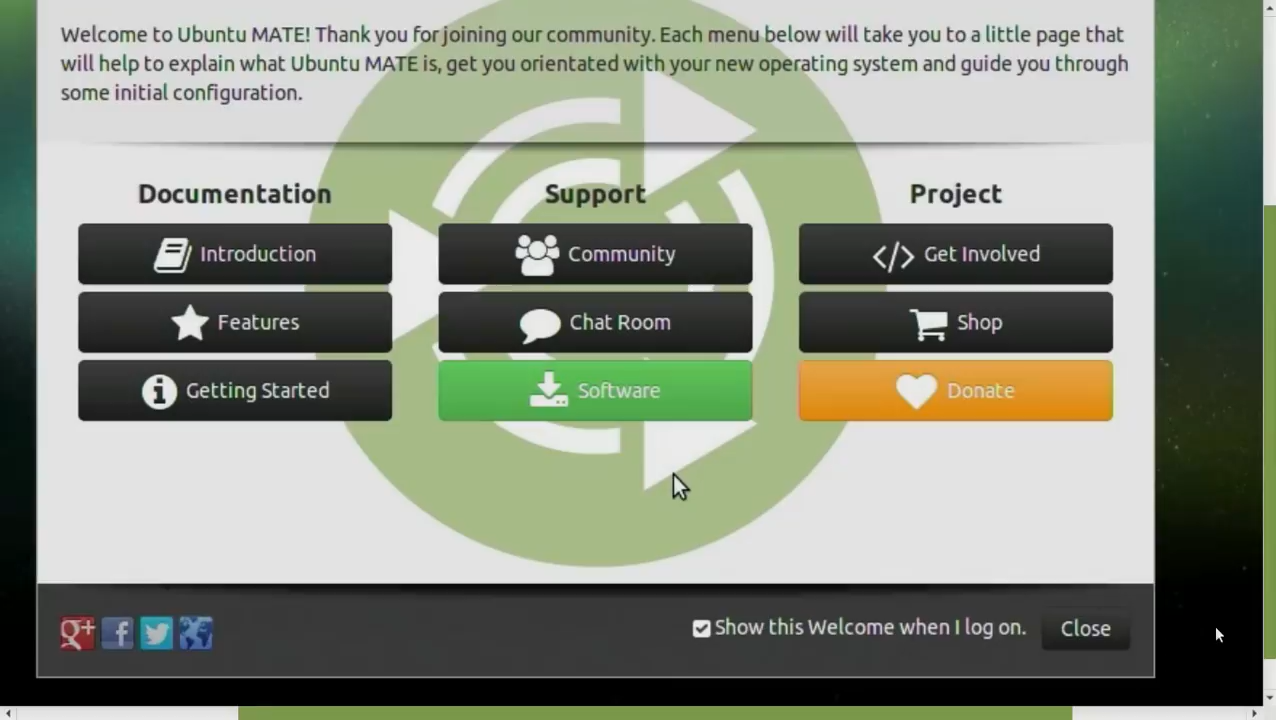 Welcome to Ubuntu MATE! Thank you for joining our community. Each menu below will take you to a little page that
will help to explain what Ubuntu MATE is, get you orientated with your new operating system and guide you through
some initial configuration.
Documentation
Support
Project
Introduction
Community
</> Get Involved
Features
Chat Room
Shop
Getting Started
Software
Donate
g+ f
Show this Welcome when I log on.
Close